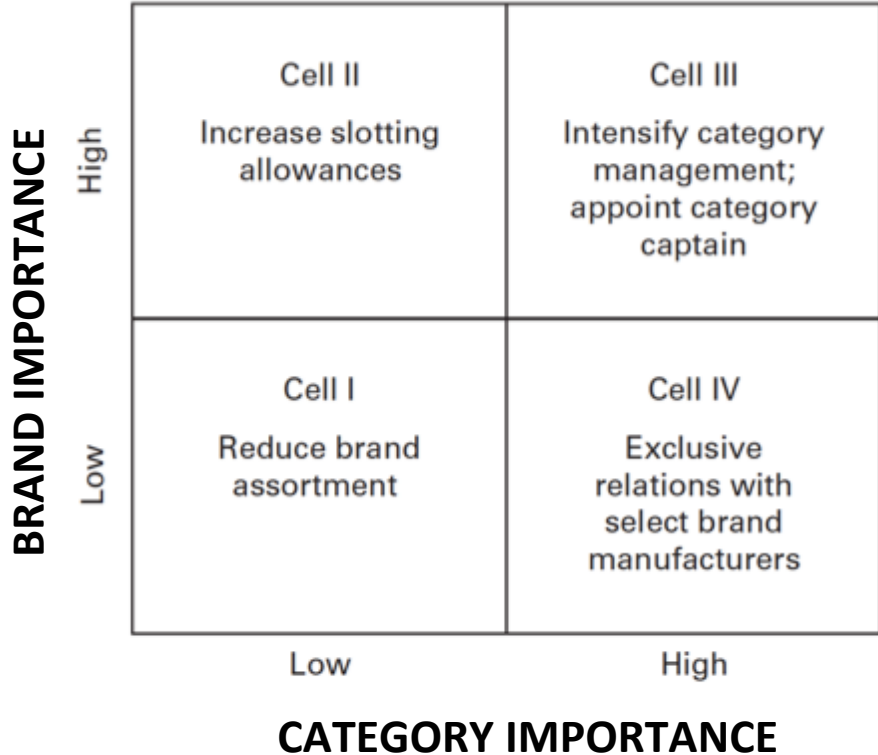 Cell II
Increase slotting
allowances
Cell III
Intensify category
management;
appoint category
captain
Cell I
Reduce brand
assortment
Cell IV
Exclusive
relations with
select brand
manufacturers
BRAND IMPORTANCE
High
Low
Low
High
CATEGORY IMPORTANCE